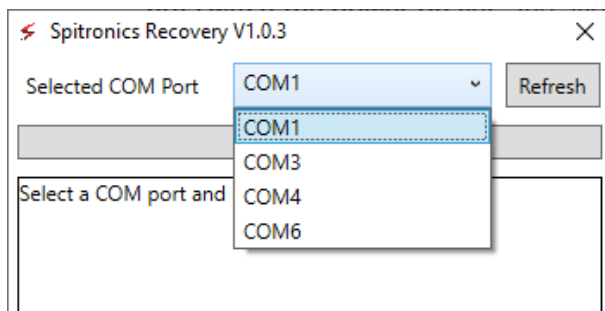 Spitronics Recovery V1.0.3
Selected COM Port COM1 Refresh
COM1
COM3
Select a COM port and
COM4
COM6